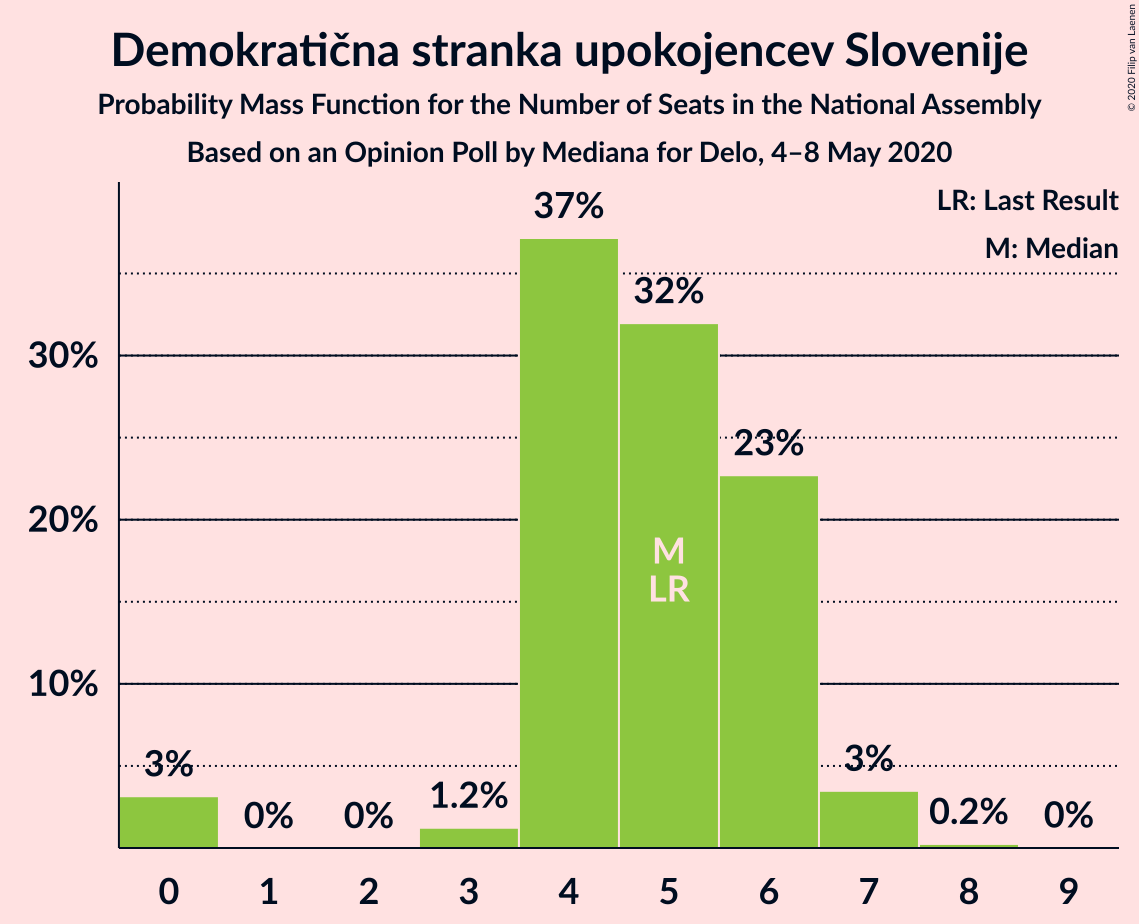 Demokratična stranka upokojencev Slovenije
Probability Mass Function for the Number of Seats in the National Assembly
Based on an Opinion Poll by Mediana for Delo, 4–8 May 2020
© 2020 Filip van Laenen
LR: Last Result
M: Median
37%
32%
30%
23%
20%
M
LR
10%
3%
0%
0%
1.2%
3%
0.2%
0%
0 1 2 3 4 5 6 7 8 9